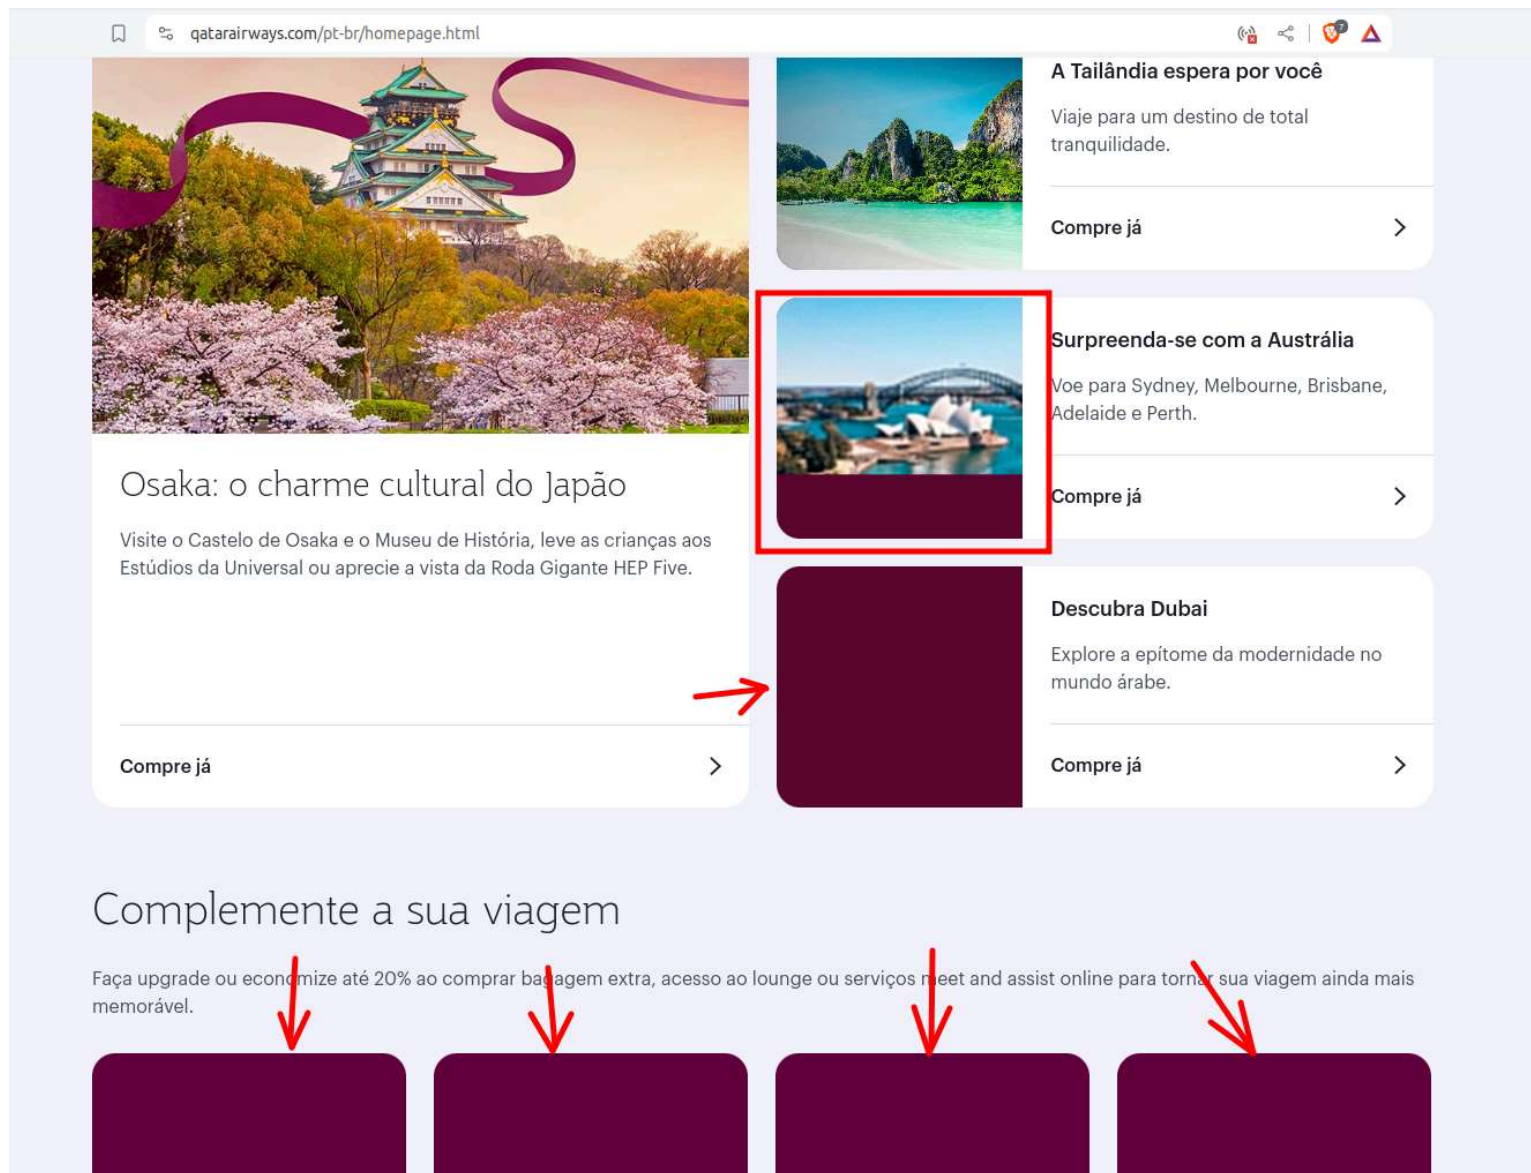 qatarairways.com/pt-br/homepage.html
7
A Tailândia espera por você
Viaje para um destino de total
tranquilidade.
Compre já
Surpreenda-se com a Austrália
Voe para Sydney, Melbourne, Brisbane,
Adelaide e Perth.
Compre já
Osaka: o charme cultural do Japão
Visite o Castelo de Osaka e o Museu de História, leve as crianças aos
Estúdios da Universal ou aprecie a vista da Roda Gigante HEP Five.
Compre já
Descubra Dubai
Explore a epítome da modernidade no
mundo árabe.
Compre já
Complemente a sua viagem
Faça upgrade ou economize até 20% ao comprar bagagem extra, acesso ao lounge ou serviços meet and assist online para tornar sua viagem ainda mais
memorável.